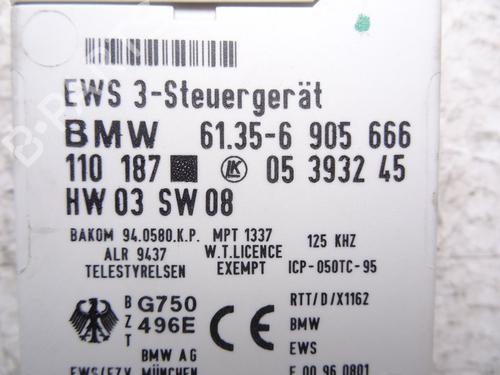 EWS 3-Steuergerät
BMW 61.35-6 905 666
110 187 LK 05 3932 45
HW 03 SW 08
BAKOM 94.0580.K.P. MPT 1337 125 KHZ
ALR 9437 W.T.LICENCE
TELESTYRELSEN EXEMPT ICP-050TC-95
BZT G750 496E RTT/D/X1162
BMW
BMW AG EWS
EWS/FZV MÜNCHEN E 00 96 0801